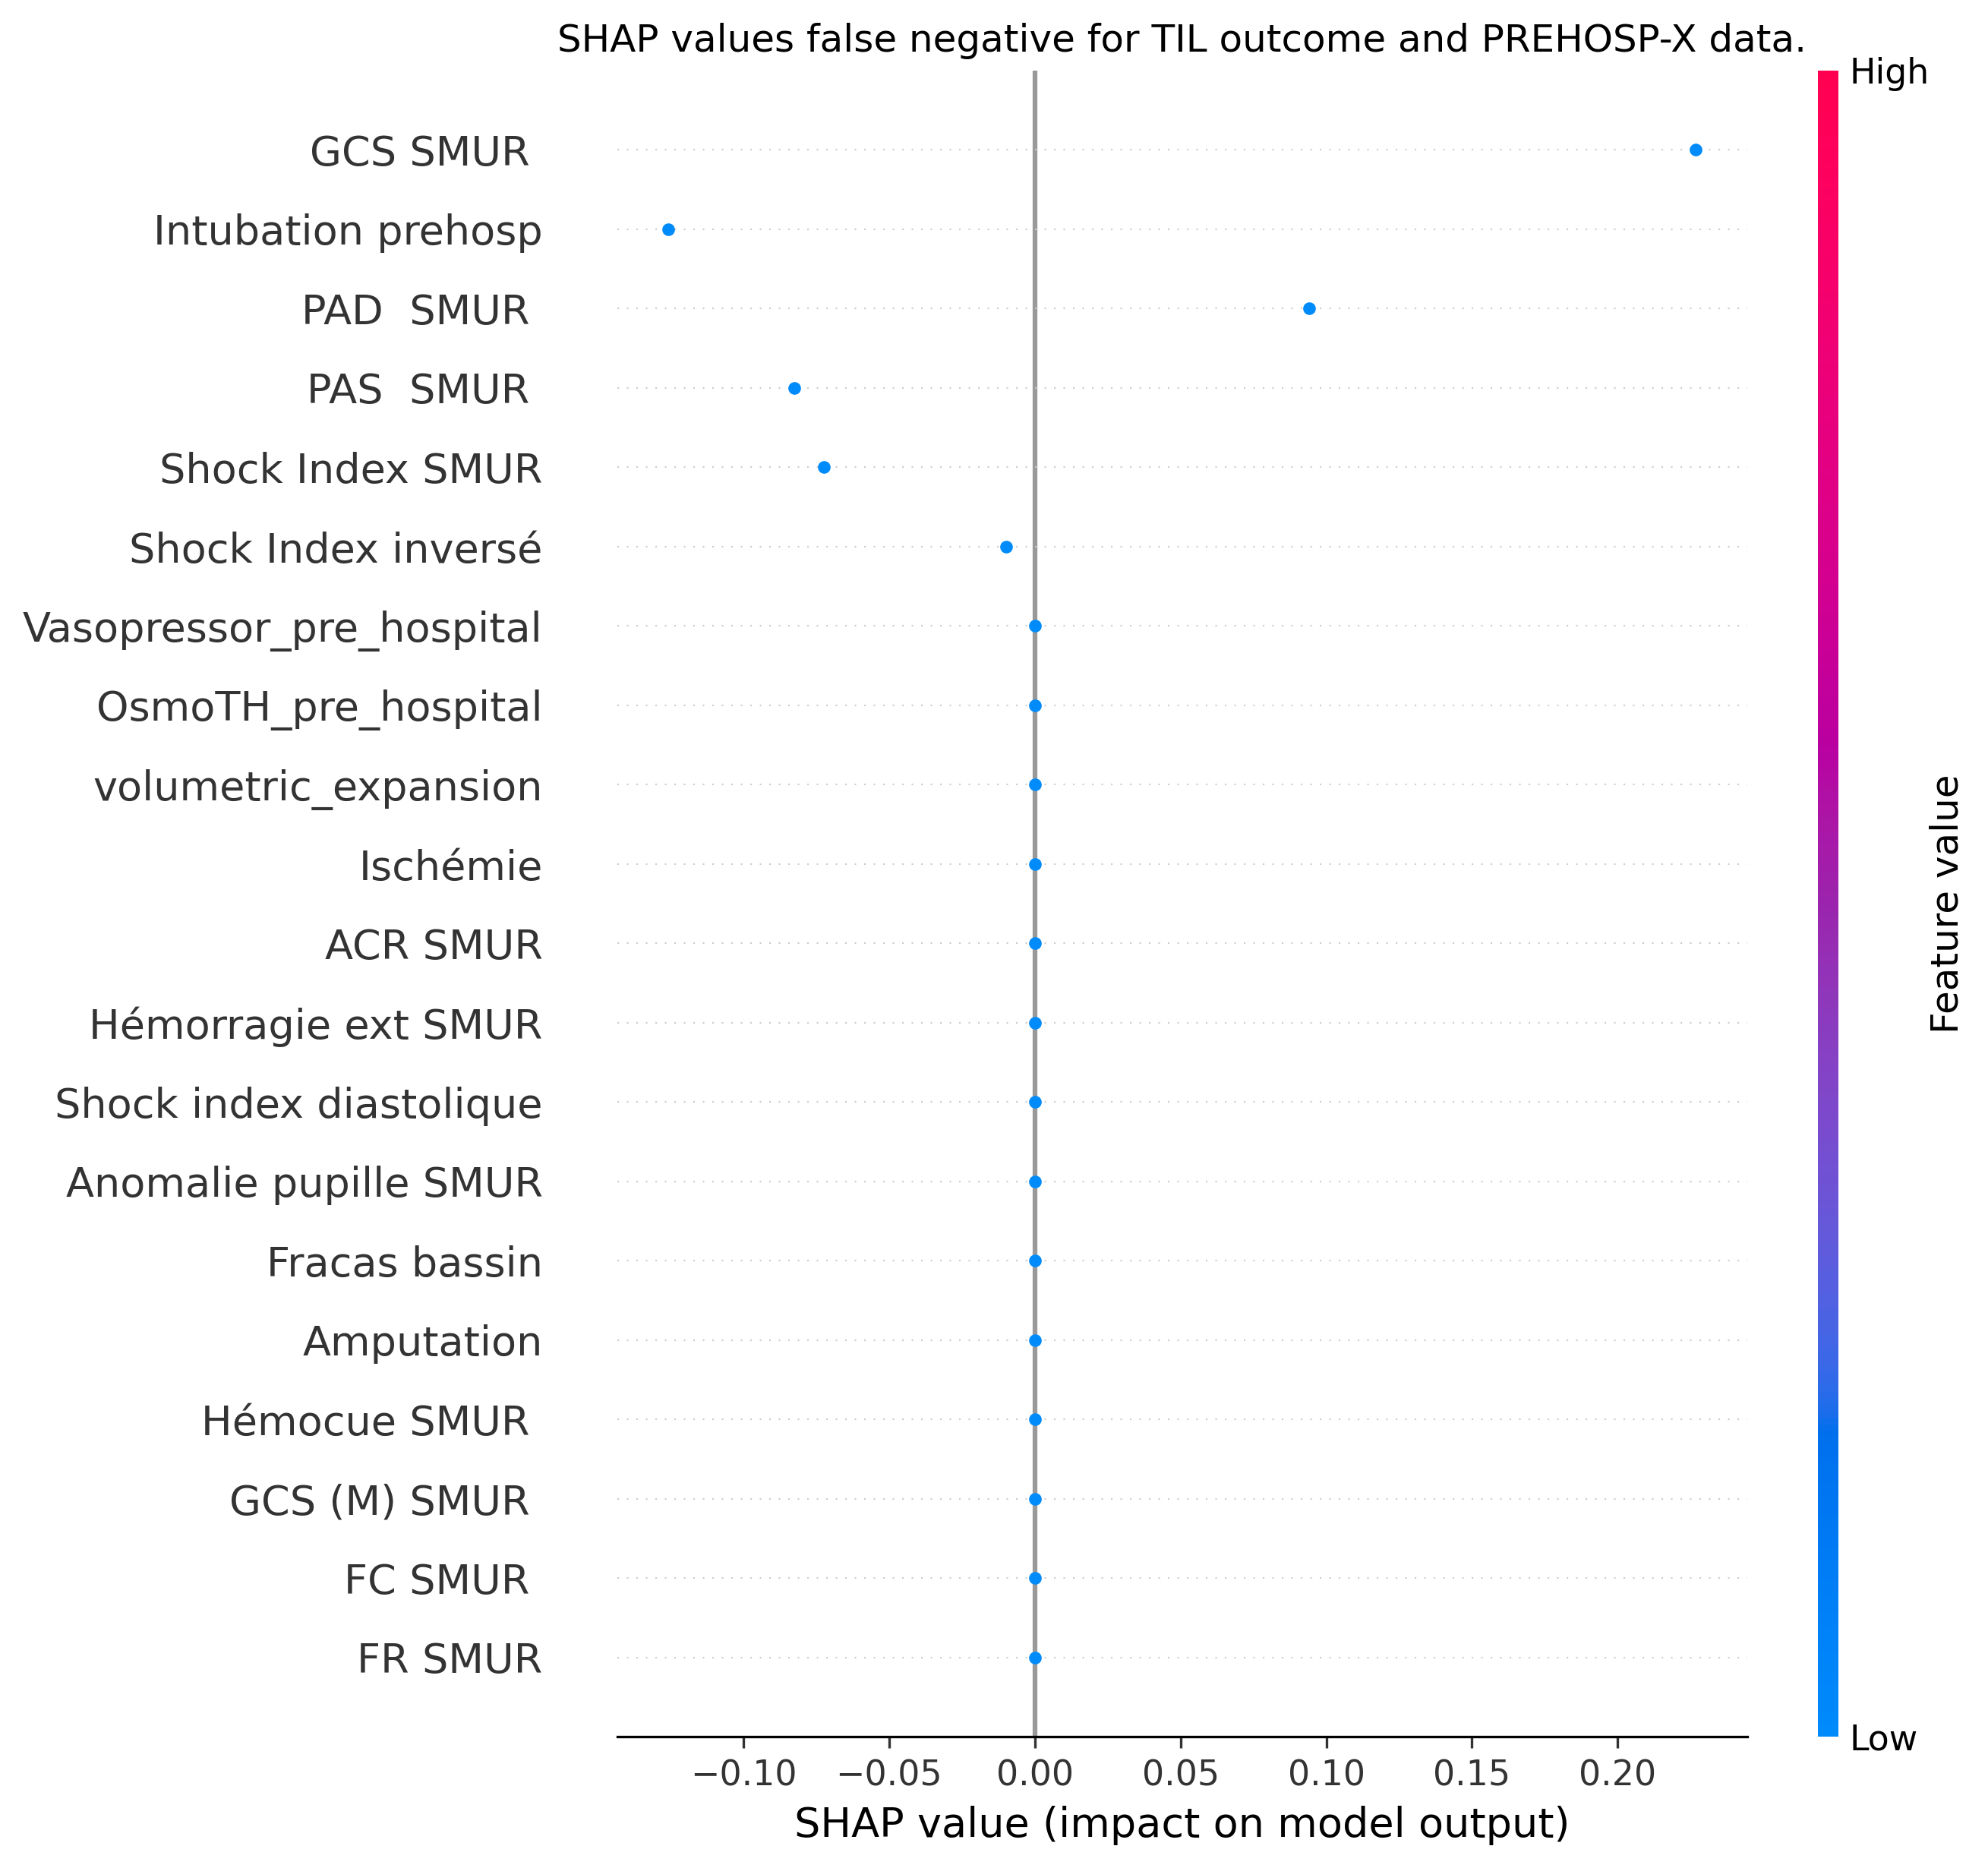 SHAP values false negative for TIL outcome and PREHOSP-X data.
High
GCS SMUR
Intubation prehosp
PAD  SMUR
PAS  SMUR
Shock Index SMUR
Shock Index inversé
Vasopressor_pre_hospital
OsmoTH_pre_hospital
volumetric_expansion
Ischémie
ACR SMUR
Hémorragie ext SMUR
Shock index diastolique
Anomalie pupille SMUR
Fracas bassin
Amputation
Hémocue SMUR
GCS (M) SMUR
FC SMUR
FR SMUR
Feature value
Low
−0.10 −0.05 0.00 0.05 0.10 0.15 0.20
SHAP value (impact on model output)